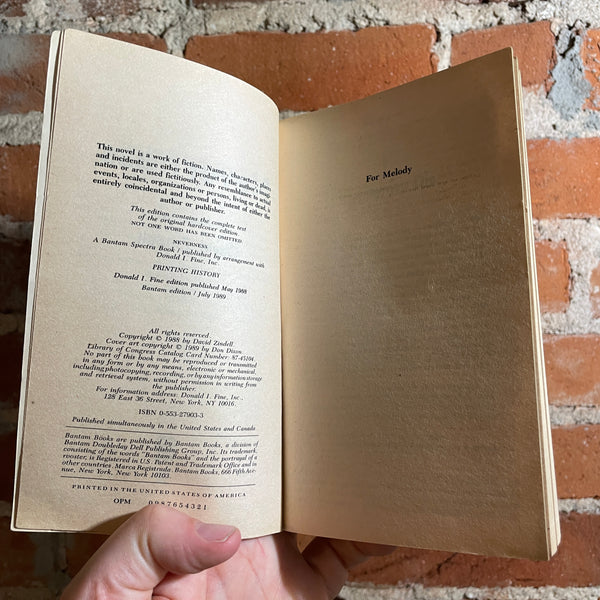 This novel is a work of fiction. Names, characters, places
and incidents are either the product of the author's imagi-
nation or are used fictitiously. Any resemblance to actual
events, locales, organizations or persons, living or dead, is
entirely coincidental and beyond the intent of either the
author or publisher.
This edition contains the complete text
of the original hardcover edition
NOT ONE WORD HAS BEEN OMITTED
NEVERNESS
A Bantam Spectra Book / published by arrangement with
Donald I. Fine, Inc.
PRINTING HISTORY
Donald I. Fine edition published May 1988
Bantam edition / July 1989
All rights reserved
Copyright © 1988 by David Zindell
Cover art copyright © 1989 by Don Dixon
Library of Congress Catalog Card Number: 87-45104
No part of this book may be reproduced or transmitted
in any form or by any means, electronic or mechanical,
including photocopying, recording, or by any information storage
and retrieval system, without permission in writing from
the publisher.
For information address: Donald I. Fine, Inc.,
128 East 36 Street, New York, NY 10016.
ISBN 0-553-27903-3
Published simultaneously in the United States and Canada
Bantam Books are published by Bantam Books, a division of
Bantam Doubleday Dell Publishing Group, Inc. Its trademark,
consisting of the words "Bantam Books" and the portrayal of a
rooster, is Registered in U.S. Patent and Trademark Office and in
other countries. Marca Registrada. Bantam Books, 666 Fifth Ave-
nue, New York, New York 10103.
PRINTED IN THE UNITED STATES OF AMERICA
OPM 0 9 8 7 6 5 4 3 2 1
For Melody